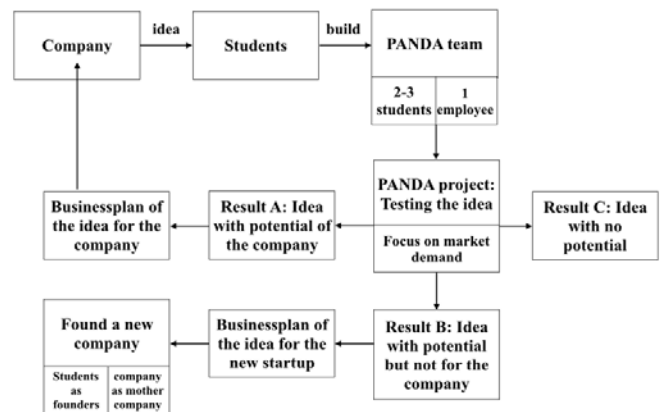 Company
idea
Students
build
PANDA team
2-3
students
1
employee
PANDA project:
Testing the idea
Focus on market
demand
Result A: Idea
with potential of
the company
Businessplan of
the idea for the
company
Result C: Idea
with no
potential
Result B: Idea
with potential
but not for the
company
Businessplan of
the idea for the
new startup
Found a new
company
Students
as
founders
company
as mother
company